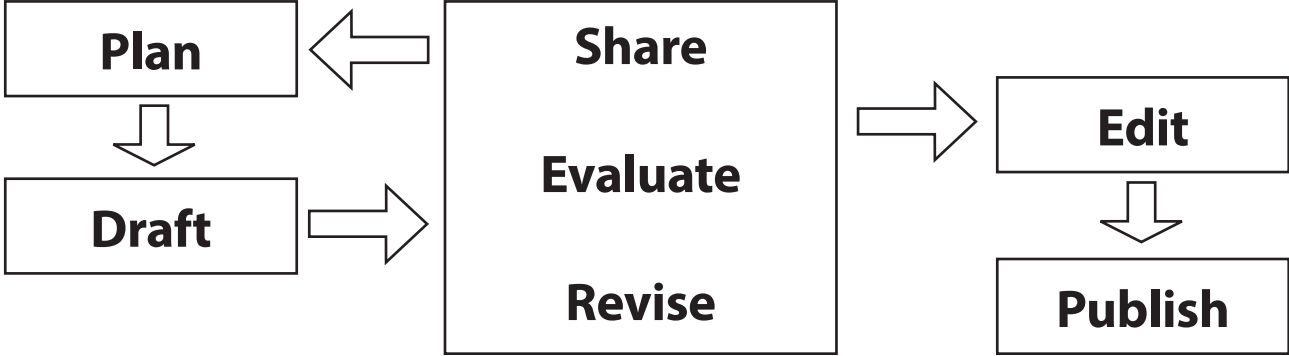 Plan
Draft
Share
Evaluate
Revise
Edit
Publish